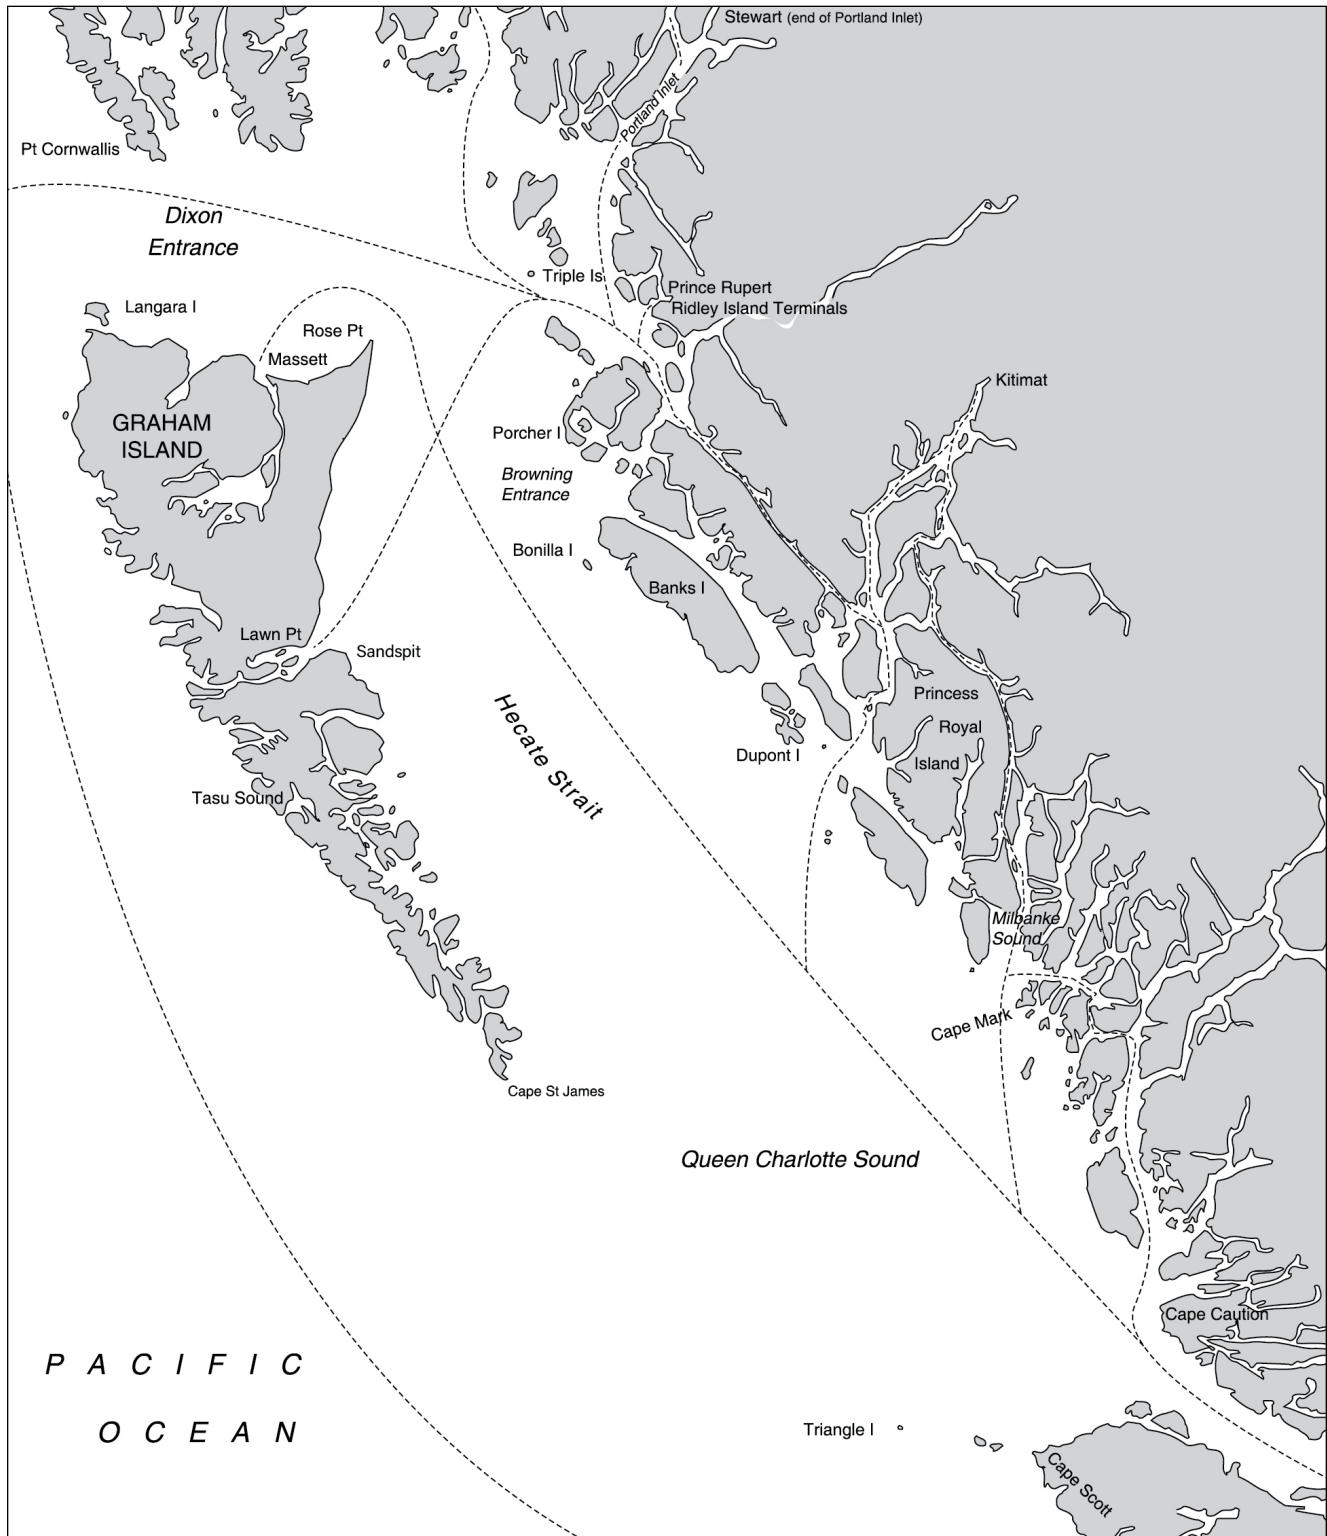 Stewart (end of Portland Inlet)
Portland Inlet
Pt Cornwallis
Dixon
Entrance
Triple Is
Prince Rupert
Ridley Island Terminals
Langara I
Rose Pt
Massett
Kitimat
GRAHAM
ISLAND
Porcher I
Browning
Entrance
Bonilla I
Banks I
Lawn Pt
Sandspit
Princess
Royal
Island
Hecate Strait
Dupont I
Tasu Sound
Milbanke
Sound
Cape Mark
Cape St James
Queen Charlotte Sound
Cape Caution
PACIFIC
OCEAN
Triangle I
Cape Scott